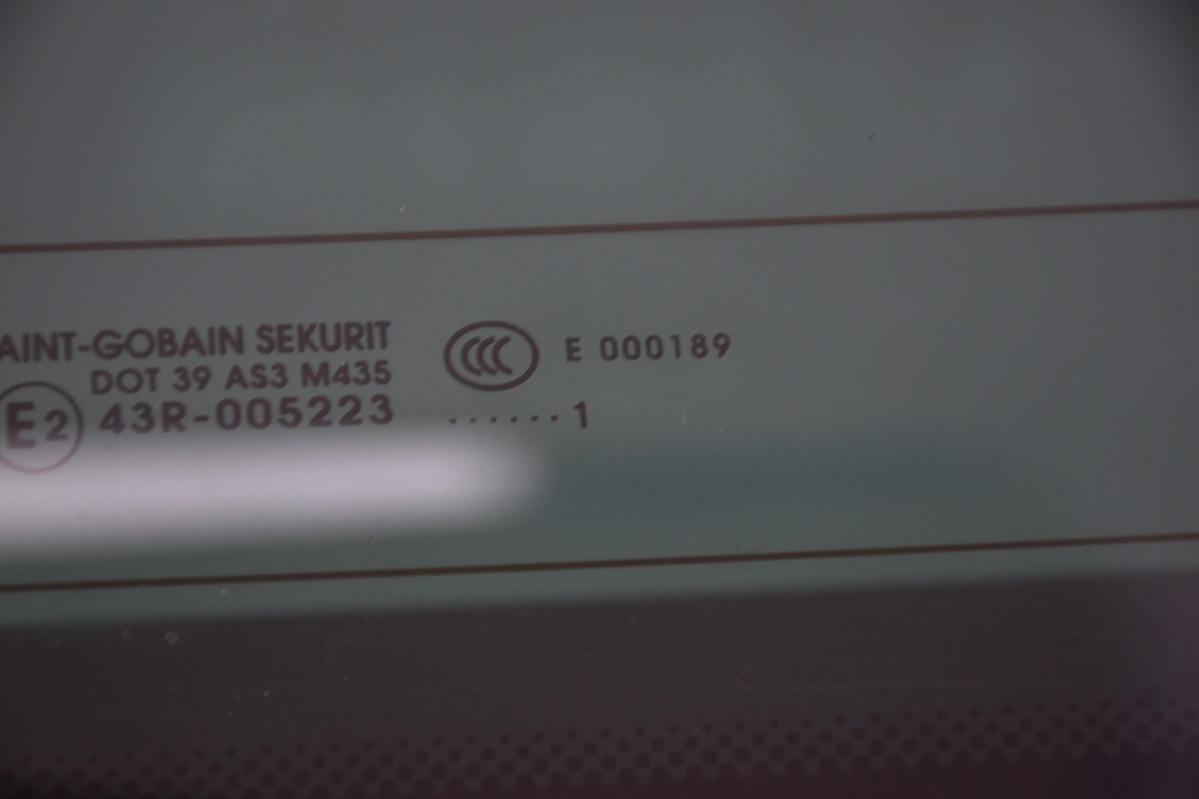 AINT-GOBAIN SEKURIT
DOT 39 AS3 M435
E2 43R-005223
CCC E 000189
......1